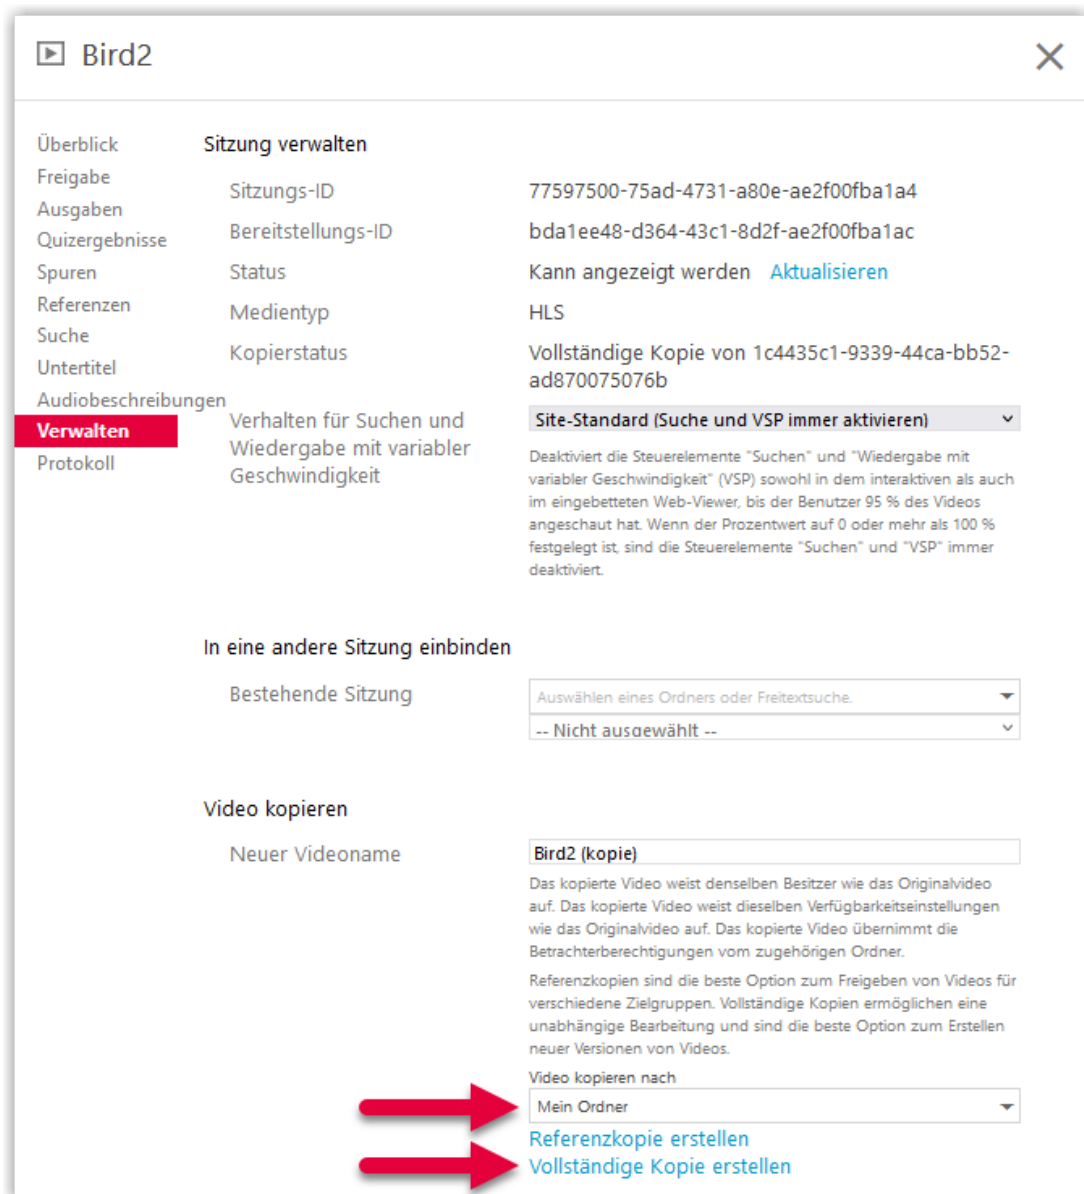 Bird2
Überblick
Freigabe
Ausgaben
Quizergebnisse
Spuren
Referenzen
Suche
Untertitel
Audiobeschreibungen
Verwalten
Protokoll
Sitzung verwalten
Sitzungs-ID
77597500-75ad-4731-a80e-ae2f00fba1a4
Bereitstellungs-ID
bda1ee48-d364-43c1-8d2f-ae2f00fba1ac
Status
Kann angezeigt werden Aktualisieren
Medientyp
HLS
Kopierstatus
Vollständige Kopie von 1c4435c1-9339-44ca-bb52-
ad870075076b
Verhalten für Suchen und
Wiedergabe mit variabler
Geschwindigkeit
Site-Standard (Suche und VSP immer aktivieren)
Deaktiviert die Steuerelemente "Suchen" und "Wiedergabe mit
variabler Geschwindigkeit" (VSP) sowohl in dem interaktiven als auch
im eingebetteten Web-Viewer, bis der Benutzer 95 % des Videos
angeschaut hat. Wenn der Prozentwert auf 0 oder mehr als 100 %
festgelegt ist, sind die Steuerelemente "Suchen" und "VSP" immer
deaktiviert.
In eine andere Sitzung einbinden
Bestehende Sitzung
Auswählen eines Ordners oder Freitextsuche.
-- Nicht ausgewählt --
Video kopieren
Neuer Videoname
Bird2 (kopie)
Das kopierte Video weist denselben Besitzer wie das Originalvideo
auf. Das kopierte Video weist dieselben Verfügbarkeitseinstellungen
wie das Originalvideo auf. Das kopierte Video übernimmt die
Betrachterberechtigungen vom zugehörigen Ordner.
Referenzkopien sind die beste Option zum Freigeben von Videos für
verschiedene Zielgruppen. Vollständige Kopien ermöglichen eine
unabhängige Bearbeitung und sind die beste Option zum Erstellen
neuer Versionen von Videos.
Video kopieren nach
Mein Ordner
Referenzkopie erstellen
Vollständige Kopie erstellen